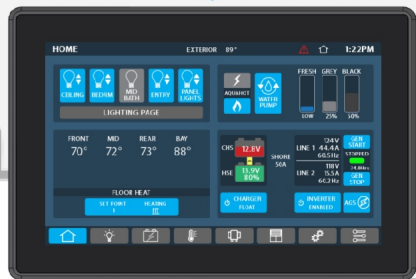 HOME EXTERIOR 89° 1:22PM
CEILING BEDRM MID BATH ENTRY PANEL LIGHTS
LIGHTING PAGE
AQUAHOT WATER PUMP
FRESH GREY BLACK
10% 25% 50%
FRONT MID REAR BAY
70° 72° 73° 88°
FLOOR HEAT
SET POINT HEATING
1
CHS 12.8V
HSE 13.9V
80%
SHORE
50A
124V
LINE 1 44.4A
60.5Hz
118V
LINE 2 15.5A
60.2Hz
GEN START
STOPPED
GEN STOP
CHARGER
FLOAT
INVERTER
ENABLED
AGS